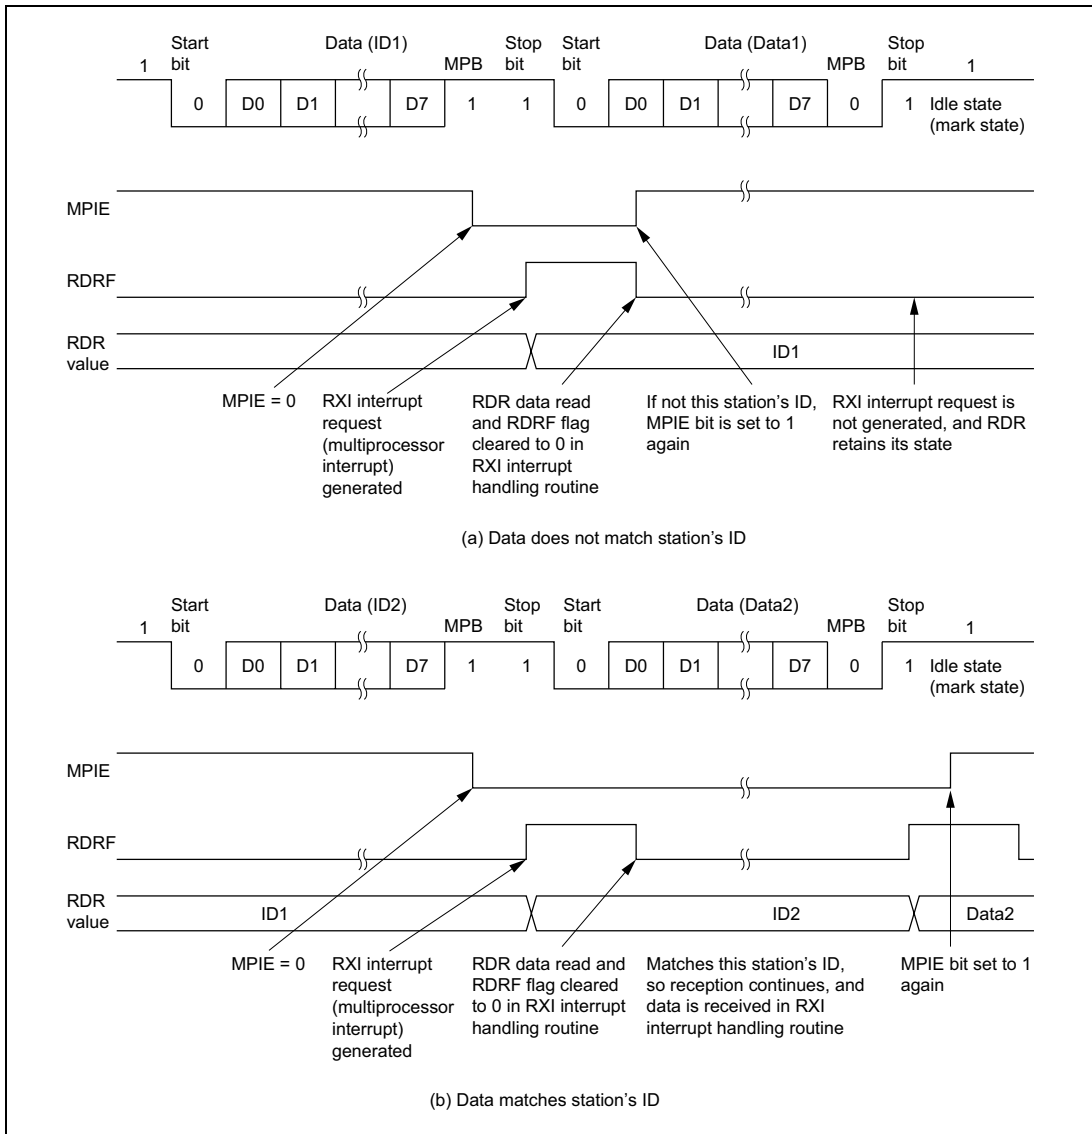 Start bit
Data (ID1)
MPB
Stop bit
Start bit
Data (Data1)
MPB
Stop bit
1
1
0
D0
D1
D7
1
1
0
D0
D1
D7
0
1
Idle state (mark state)
MPIE
RDRF
RDR value
ID1
MPIE = 0
RXI interrupt
request
(multiprocessor
interrupt)
generated
RDR data read
and RDRF flag
cleared to 0 in
RXI interrupt
handling routine
If not this station's ID,
MPIE bit is set to 1
again
RXI interrupt request is
not generated, and RDR
retains its state
(a) Data does not match station's ID
Start bit
Data (ID2)
MPB
Stop bit
Start bit
Data (Data2)
MPB
Stop bit
1
1
0
D0
D1
D7
1
1
0
D0
D1
D7
0
1
Idle state (mark state)
MPIE
RDRF
RDR value
ID1
ID2
Data2
MPIE = 0
RXI interrupt
request
(multiprocessor
interrupt)
generated
RDR data read and
RDRF flag cleared
to 0 in RXI interrupt
handling routine
Matches this station's ID,
so reception continues, and
data is received in RXI
interrupt handling routine
MPIE bit set to 1
again
(b) Data matches station's ID